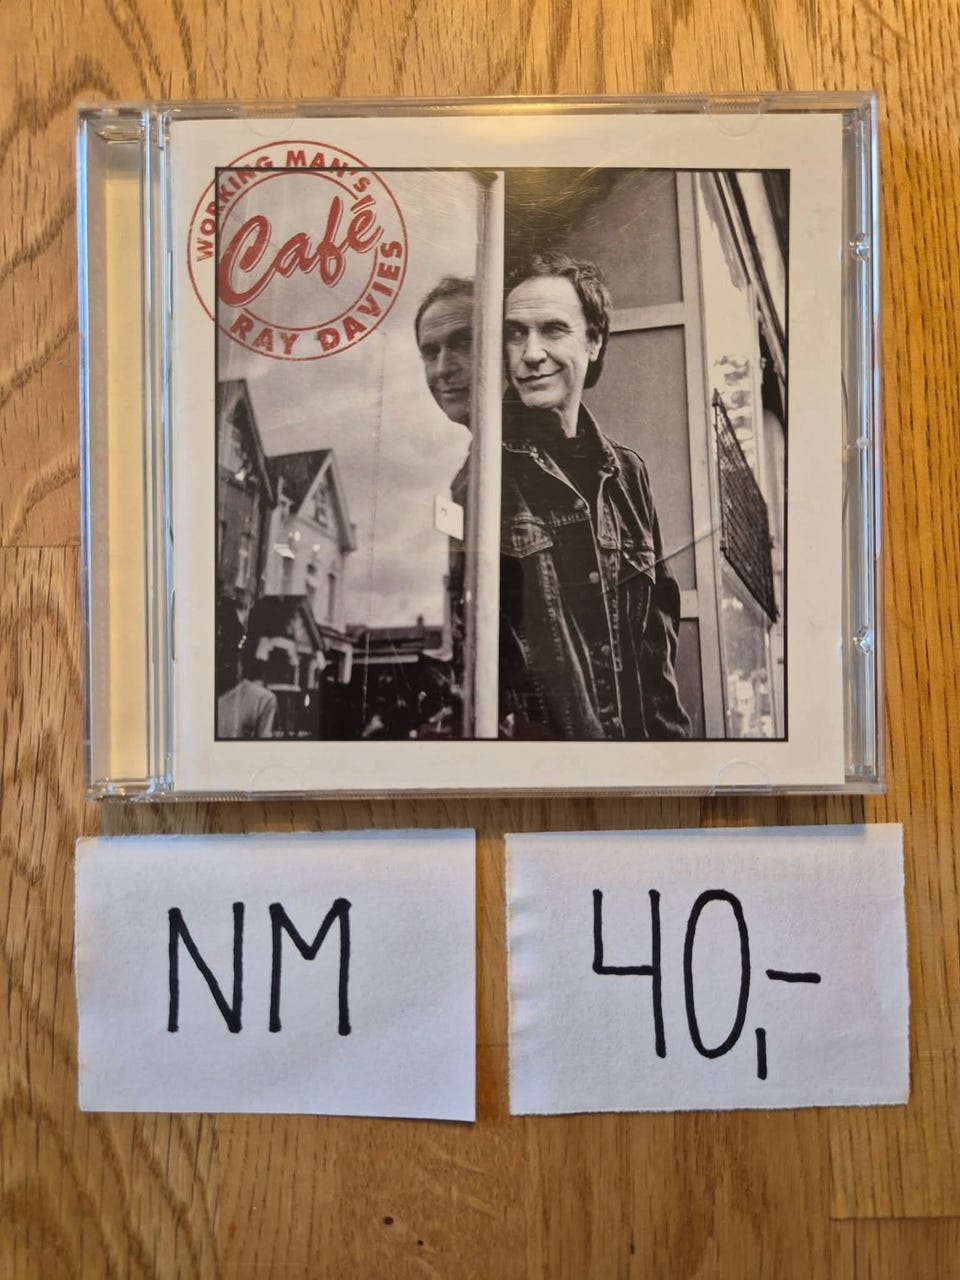 WORKING MAN'S
Café
RAY DAVIES
NM
40,-